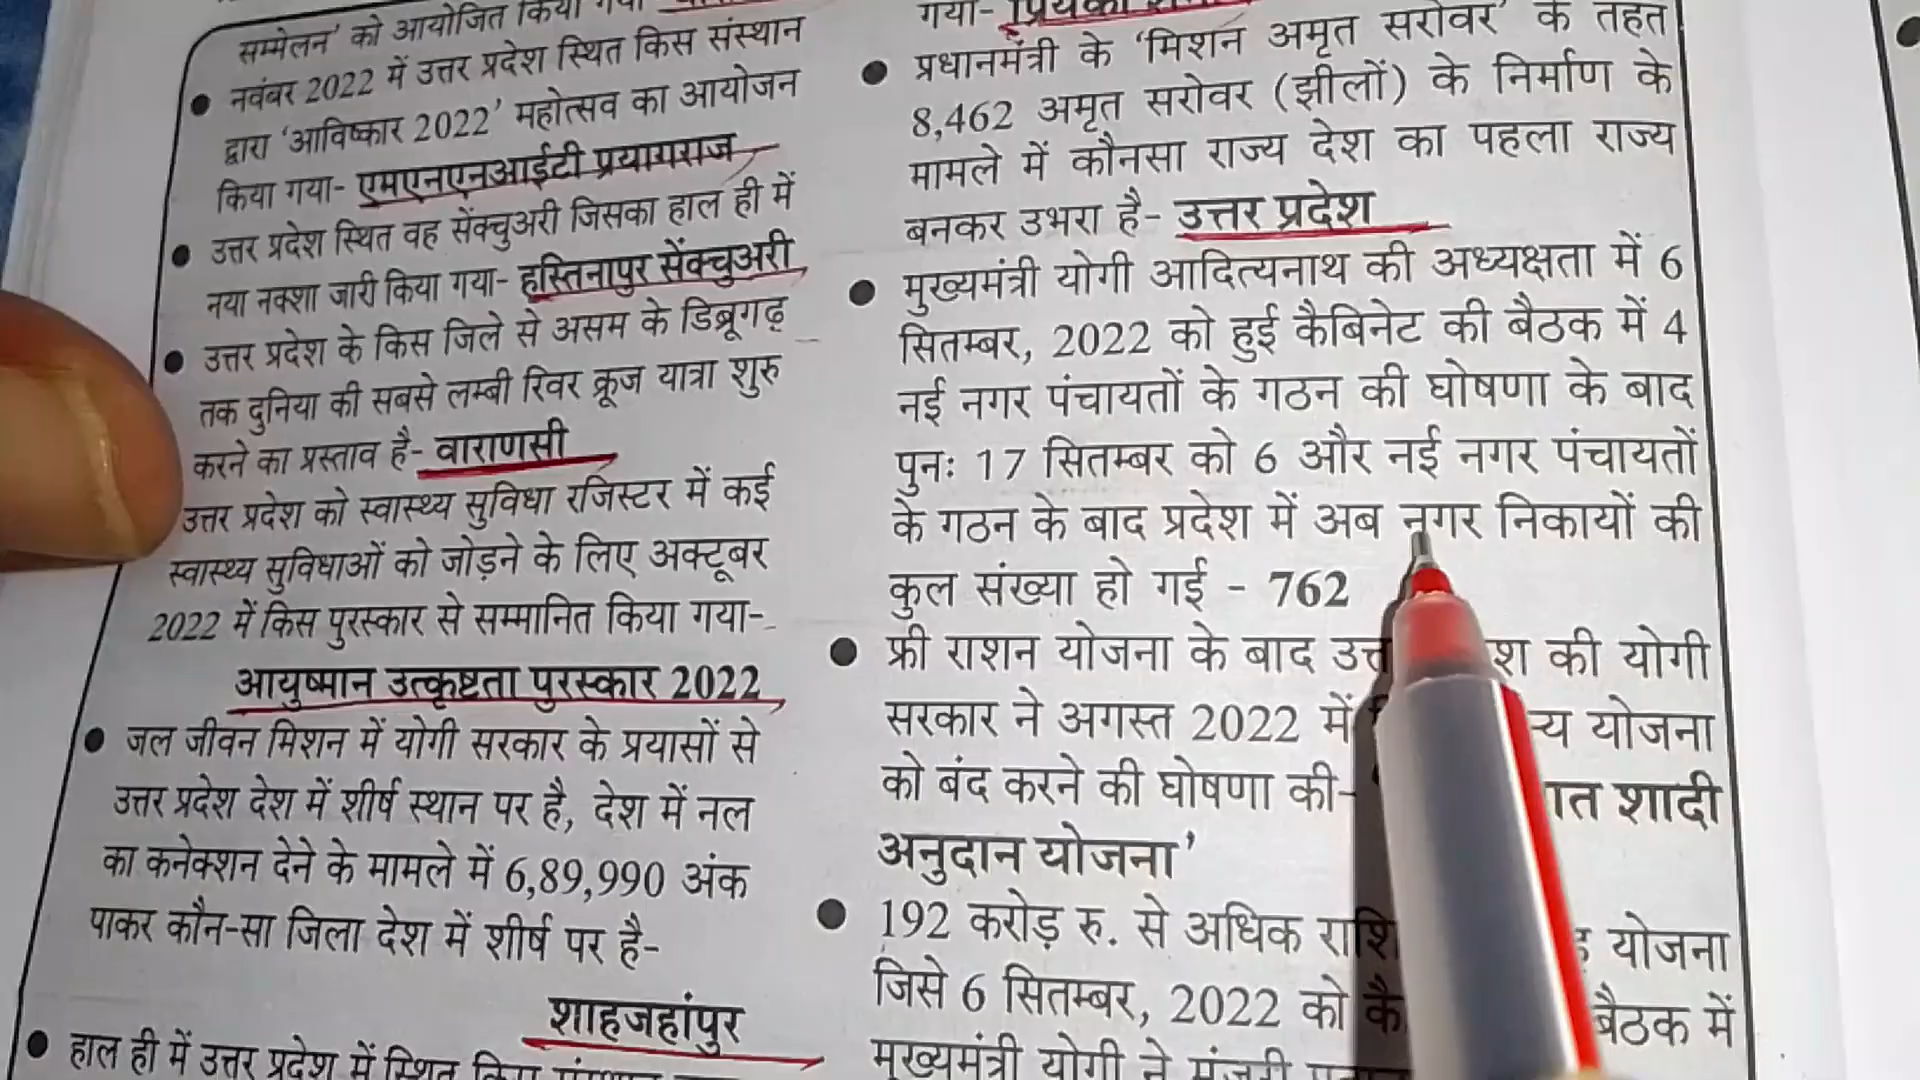 सम्मेलन' को आयोजित किया गया
● नवंबर 2022 में उत्तर प्रदेश स्थित किस संस्थान
द्वारा 'आविष्कार 2022' महोत्सव का आयोजन
किया गया- एमएनएनआईटी प्रयागराज
● उत्तर प्रदेश स्थित वह सेंक्चुअरी जिसका हाल ही में
नया नक्शा जारी किया गया- हस्तिनापुर सेंक्चुअरी
● उत्तर प्रदेश के किस जिले से असम के डिब्रूगढ़
तक दुनिया की सबसे लम्बी रिवर क्रूज यात्रा शुरु
करने का प्रस्ताव है- वाराणसी
उत्तर प्रदेश को स्वास्थ्य सुविधा रजिस्टर में कई
स्वास्थ्य सुविधाओं को जोड़ने के लिए अक्टूबर
2022 में किस पुरस्कार से सम्मानित किया गया-
आयुष्मान उत्कृष्टता पुरस्कार 2022
● जल जीवन मिशन में योगी सरकार के प्रयासों से
उत्तर प्रदेश देश में शीर्ष स्थान पर है, देश में नल
का कनेक्शन देने के मामले में 6,89,990 अंक
पाकर कौन-सा जिला देश में शीर्ष पर है-
शाहजहांपुर
● हाल ही में उत्तर प्रदेश में स्थित किस
गया-
● प्रधानमंत्री के 'मिशन अमृत सरोवर' के तहत
8,462 अमृत सरोवर (झीलों) के निर्माण के
मामले में कौनसा राज्य देश का पहला राज्य
बनकर उभरा है- उत्तर प्रदेश
● मुख्यमंत्री योगी आदित्यनाथ की अध्यक्षता में 6
सितम्बर, 2022 को हुई कैबिनेट की बैठक में 4
नई नगर पंचायतों के गठन की घोषणा के बाद
पुनः 17 सितम्बर को 6 और नई नगर पंचायतों
के गठन के बाद प्रदेश में अब नगर निकायों की
कुल संख्या हो गई - 762
● फ्री राशन योजना के बाद उत्त श की योगी
सरकार ने अगस्त 2022 में य योजना
को बंद करने की घोषणा की- त शादी
अनुदान योजना'
● 192 करोड़ रु. से अधिक राशि योजना
जिसे 6 सितम्बर, 2022 को कै बैठक में
मुख्यमंत्री योगी ने मंजूरी